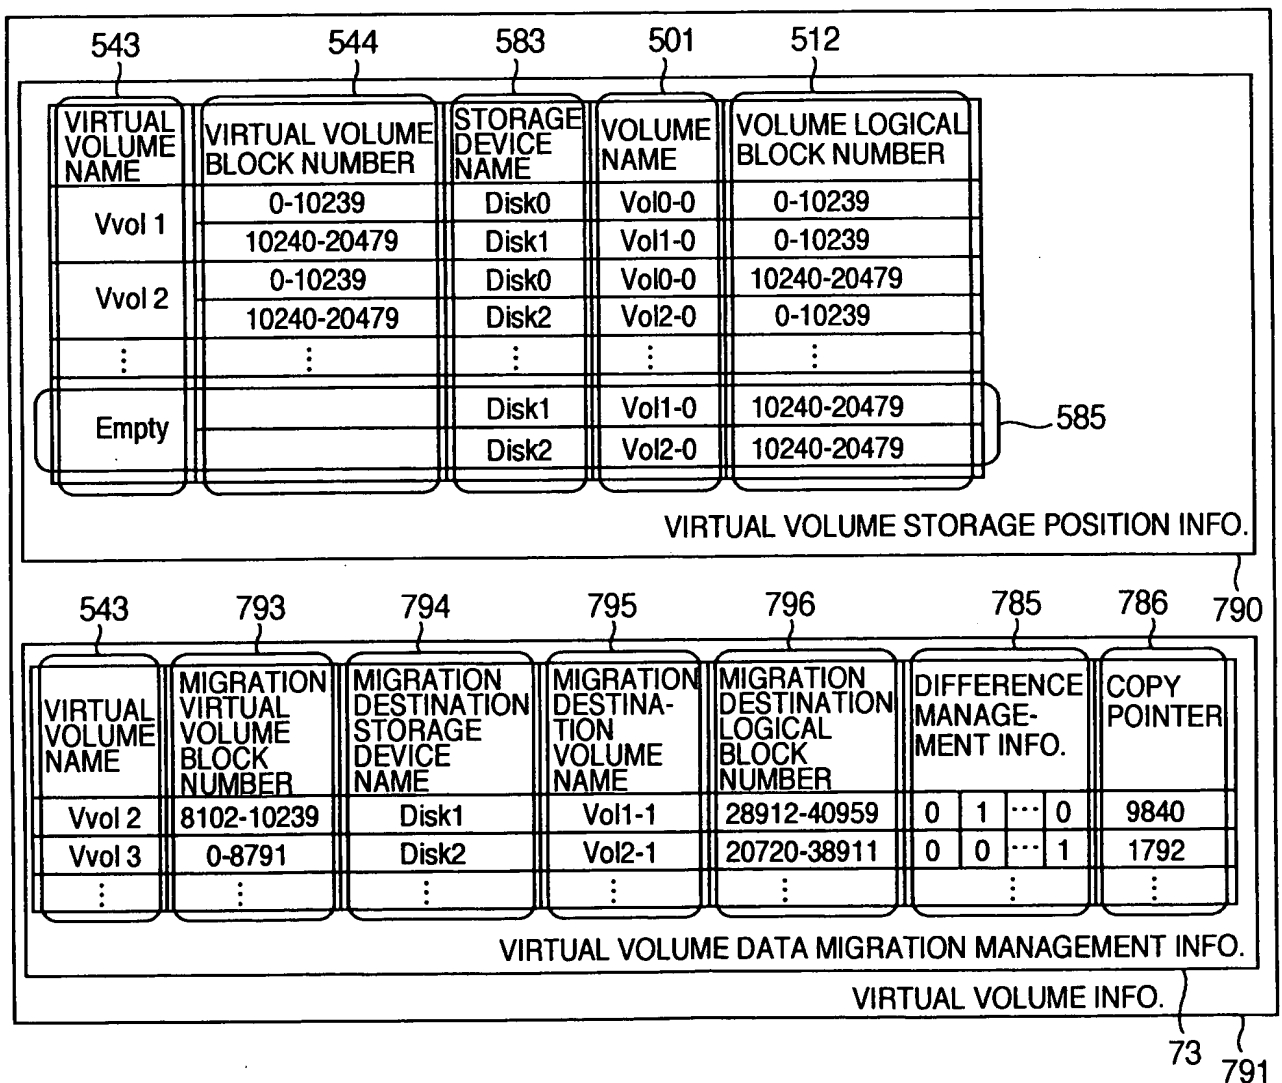 543 544 583 501 512
VIRTUAL VOLUME NAME VIRTUAL VOLUME BLOCK NUMBER STORAGE DEVICE NAME VOLUME NAME VOLUME LOGICAL BLOCK NUMBER
Vvol 1 0-10239 Disk0 Vol0-0 0-10239
10240-20479 Disk1 Vol1-0 0-10239
Vvol 2 0-10239 Disk0 Vol0-0 10240-20479
10240-20479 Disk2 Vol2-0 0-10239
⋮ ⋮ ⋮ ⋮ ⋮
Empty Disk1 Vol1-0 10240-20479
Disk2 Vol2-0 10240-20479
585
VIRTUAL VOLUME STORAGE POSITION INFO.
790
543 793 794 795 796 785 786
VIRTUAL VOLUME NAME MIGRATION VIRTUAL VOLUME BLOCK NUMBER MIGRATION DESTINATION STORAGE DEVICE NAME MIGRATION DESTINA- TION VOLUME NAME MIGRATION DESTINATION LOGICAL BLOCK NUMBER DIFFERENCE MANAGE- MENT INFO. COPY POINTER
Vvol 2 8102-10239 Disk1 Vol1-1 28912-40959 0 1 ··· 0 9840
Vvol 3 0-8791 Disk2 Vol2-1 20720-38911 0 0 ··· 1 1792
⋮ ⋮ ⋮ ⋮ ⋮ ⋮ ⋮
VIRTUAL VOLUME DATA MIGRATION MANAGEMENT INFO.
VIRTUAL VOLUME INFO.
73
791